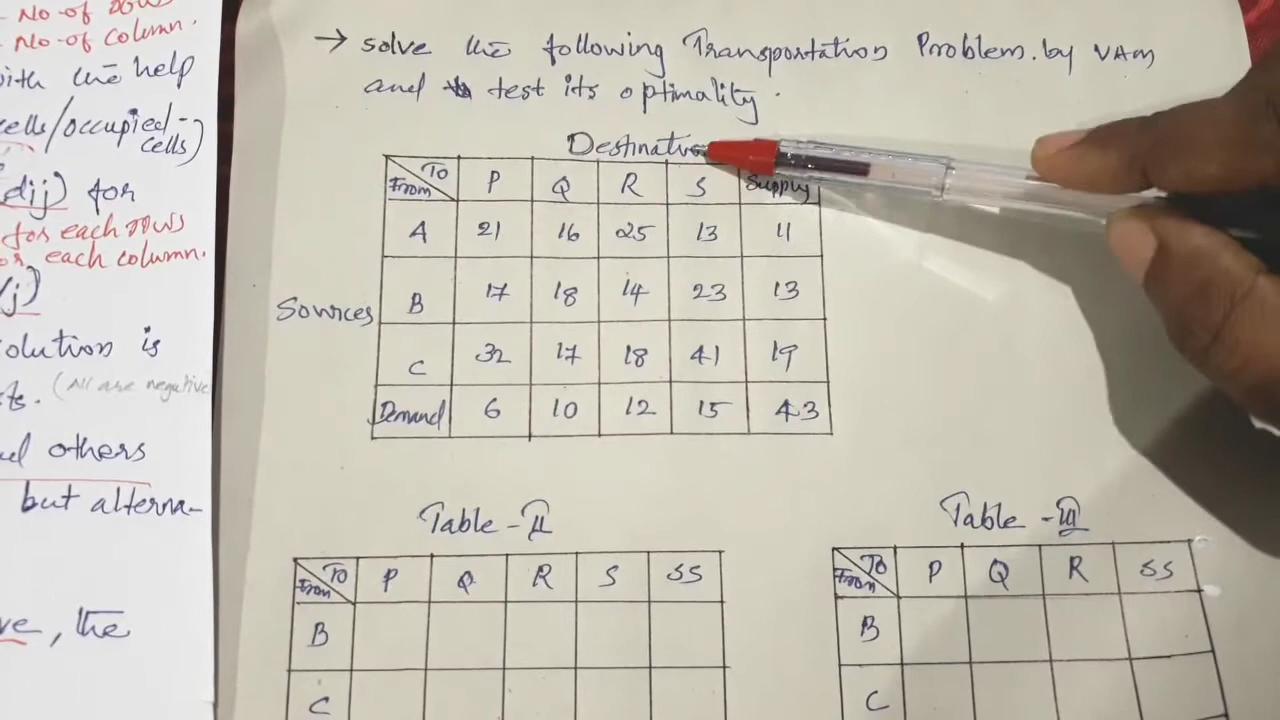 - No-of rows
- No-of column.
with the help
cells/occupied-
cells)
(dij) for
for each rows
or each column.
(j)
solution is
(All are negative
and others
but alterna-
ve, the
→ solve the following Transportation Problem. by VAM
and test its optimality.
Destination
To From P Q R S Supply
A 21 16 25 13 11
Sources
B 17 18 14 23 13
C 32 17 18 41 19
Demand 6 10 12 15 43
Table - II
To From P Q R S SS
B
C
Table - III
To From P Q R SS
B
C